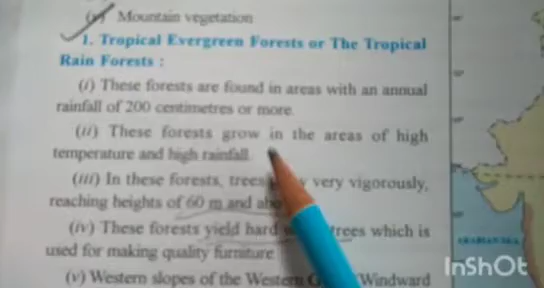 (v) Mountain vegetation
1. Tropical Evergreen Forests or The Tropical
Rain Forests :
(i) These forests are found in areas with an annual
rainfall of 200 centimetres or more.
(ii) These forests grow in the areas of high
temperature and high rainfall.
(iii) In these forests, trees very vigorously,
reaching heights of 60 m and
(iv) These forests yield hard trees which is
used for making quality furniture
(v) Western slopes of the Western Windward
ARABIAN SEA
InShOt